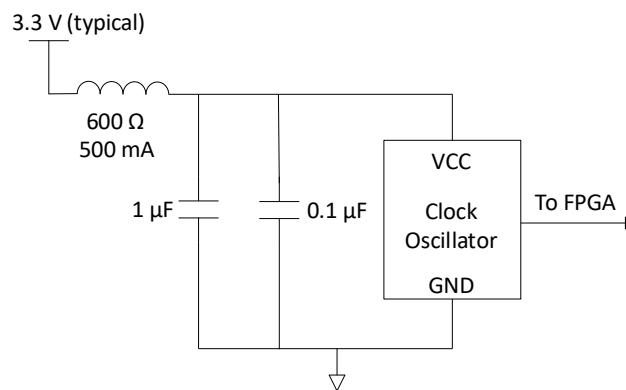 3.3 V (typical)
600 Ω
500 mA
1 µF
0.1 µF
VCC
Clock
Oscillator
GND
To FPGA